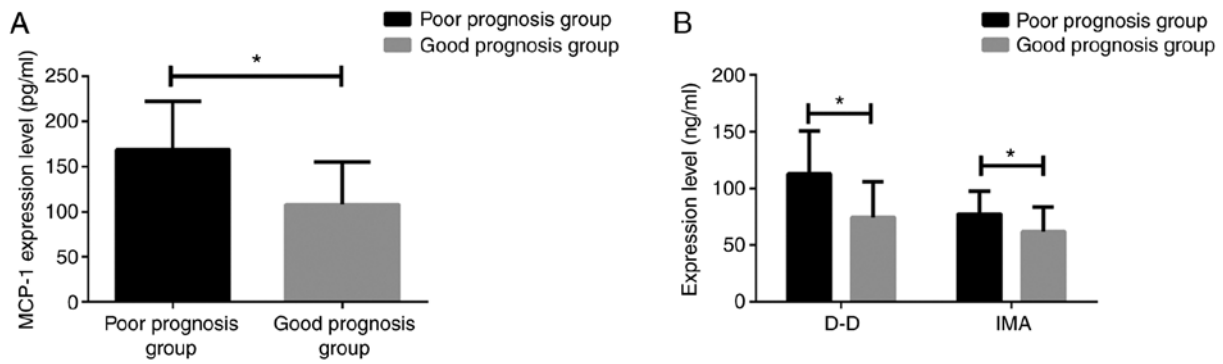 A
Poor prognosis group
Good prognosis group
MCP-1 expression level (pg/ml)
250
200
150
100
50
0
*
Poor prognosis
group
Good prognosis
group
B
Poor prognosis group
Good prognosis group
Expression level (ng/ml)
200
150
100
50
0
*
*
D-D
IMA